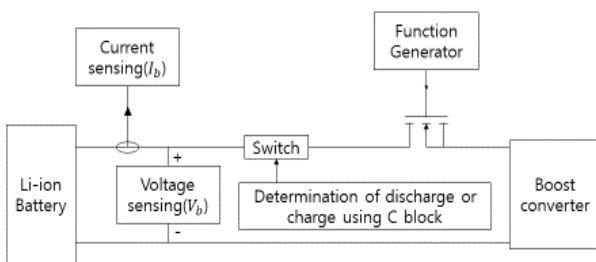 Current
sensing(I_b)
Function
Generator
Li-ion
Battery
+
Voltage
sensing(V_b)
-
Switch
Determination of discharge or
charge using C block
Boost
converter